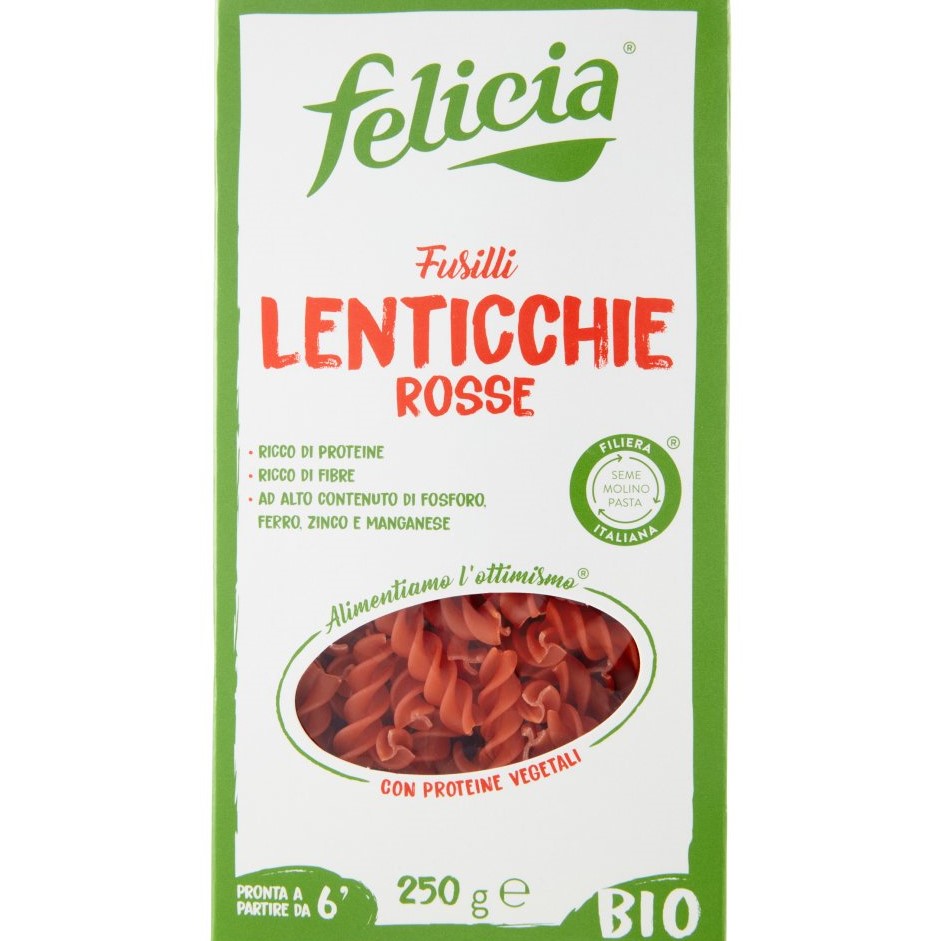 felicia®
Fusilli
LENTICCHIE
ROSSE
• RICCO DI PROTEINE
• RICCO DI FIBRE
• AD ALTO CONTENUTO DI FOSFORO,
FERRO, ZINCO E MANGANESE
FILIERA ®
SEME
MOLINO
PASTA
ITALIANA
Alimentiamo l'ottimismo®
CON PROTEINE VEGETALI
PRONTA A
PARTIRE DA 6'
250 g ℮
BIO